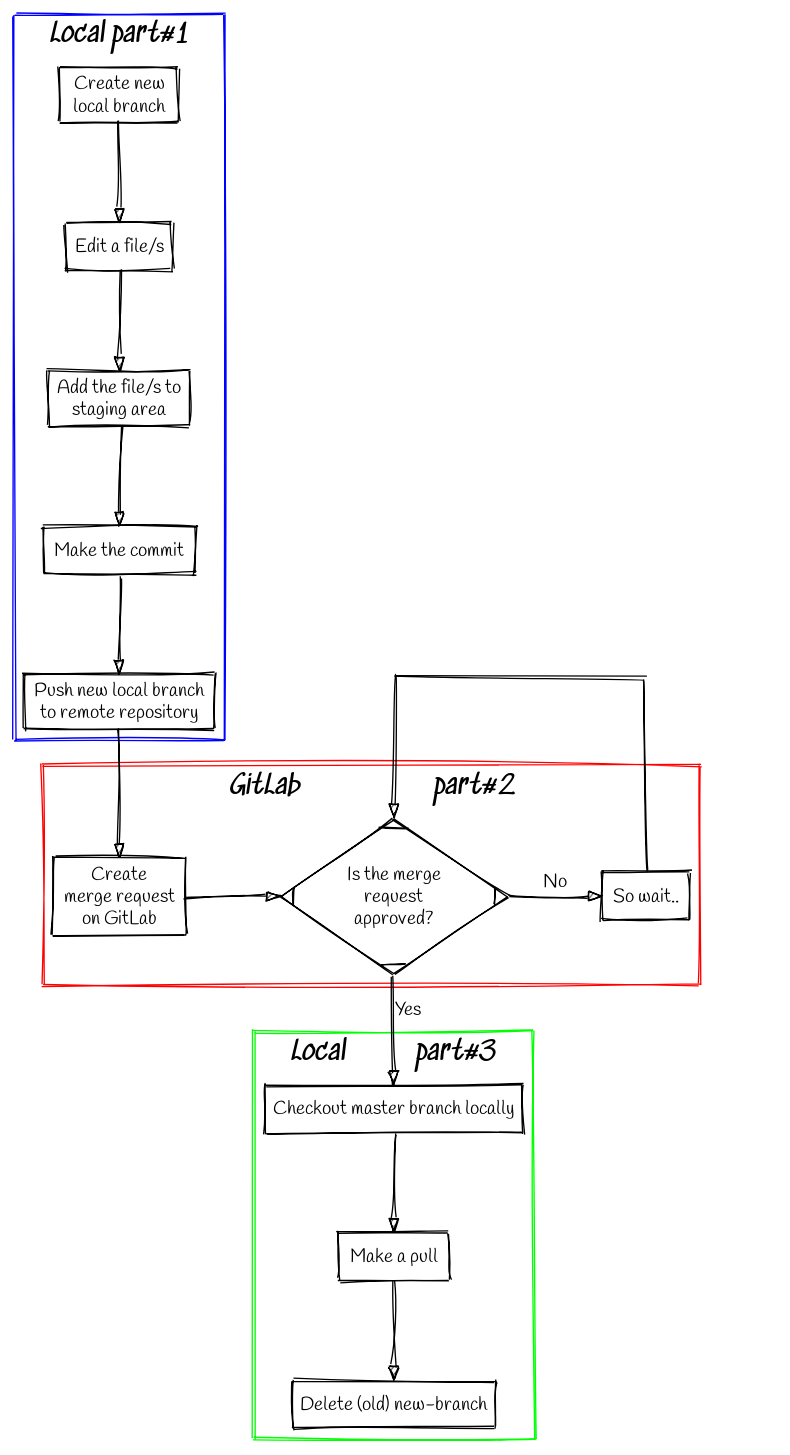 Local part#1
Create new
local branch
Edit a file/s
Add the file/s to
staging area
Make the commit
Push new local branch
to remote repository
GitLab part#2
Create
merge request
on GitLab
Is the merge
request
approved?
No
So wait..
Yes
Local part#3
Checkout master branch locally
Make a pull
Delete (old) new-branch